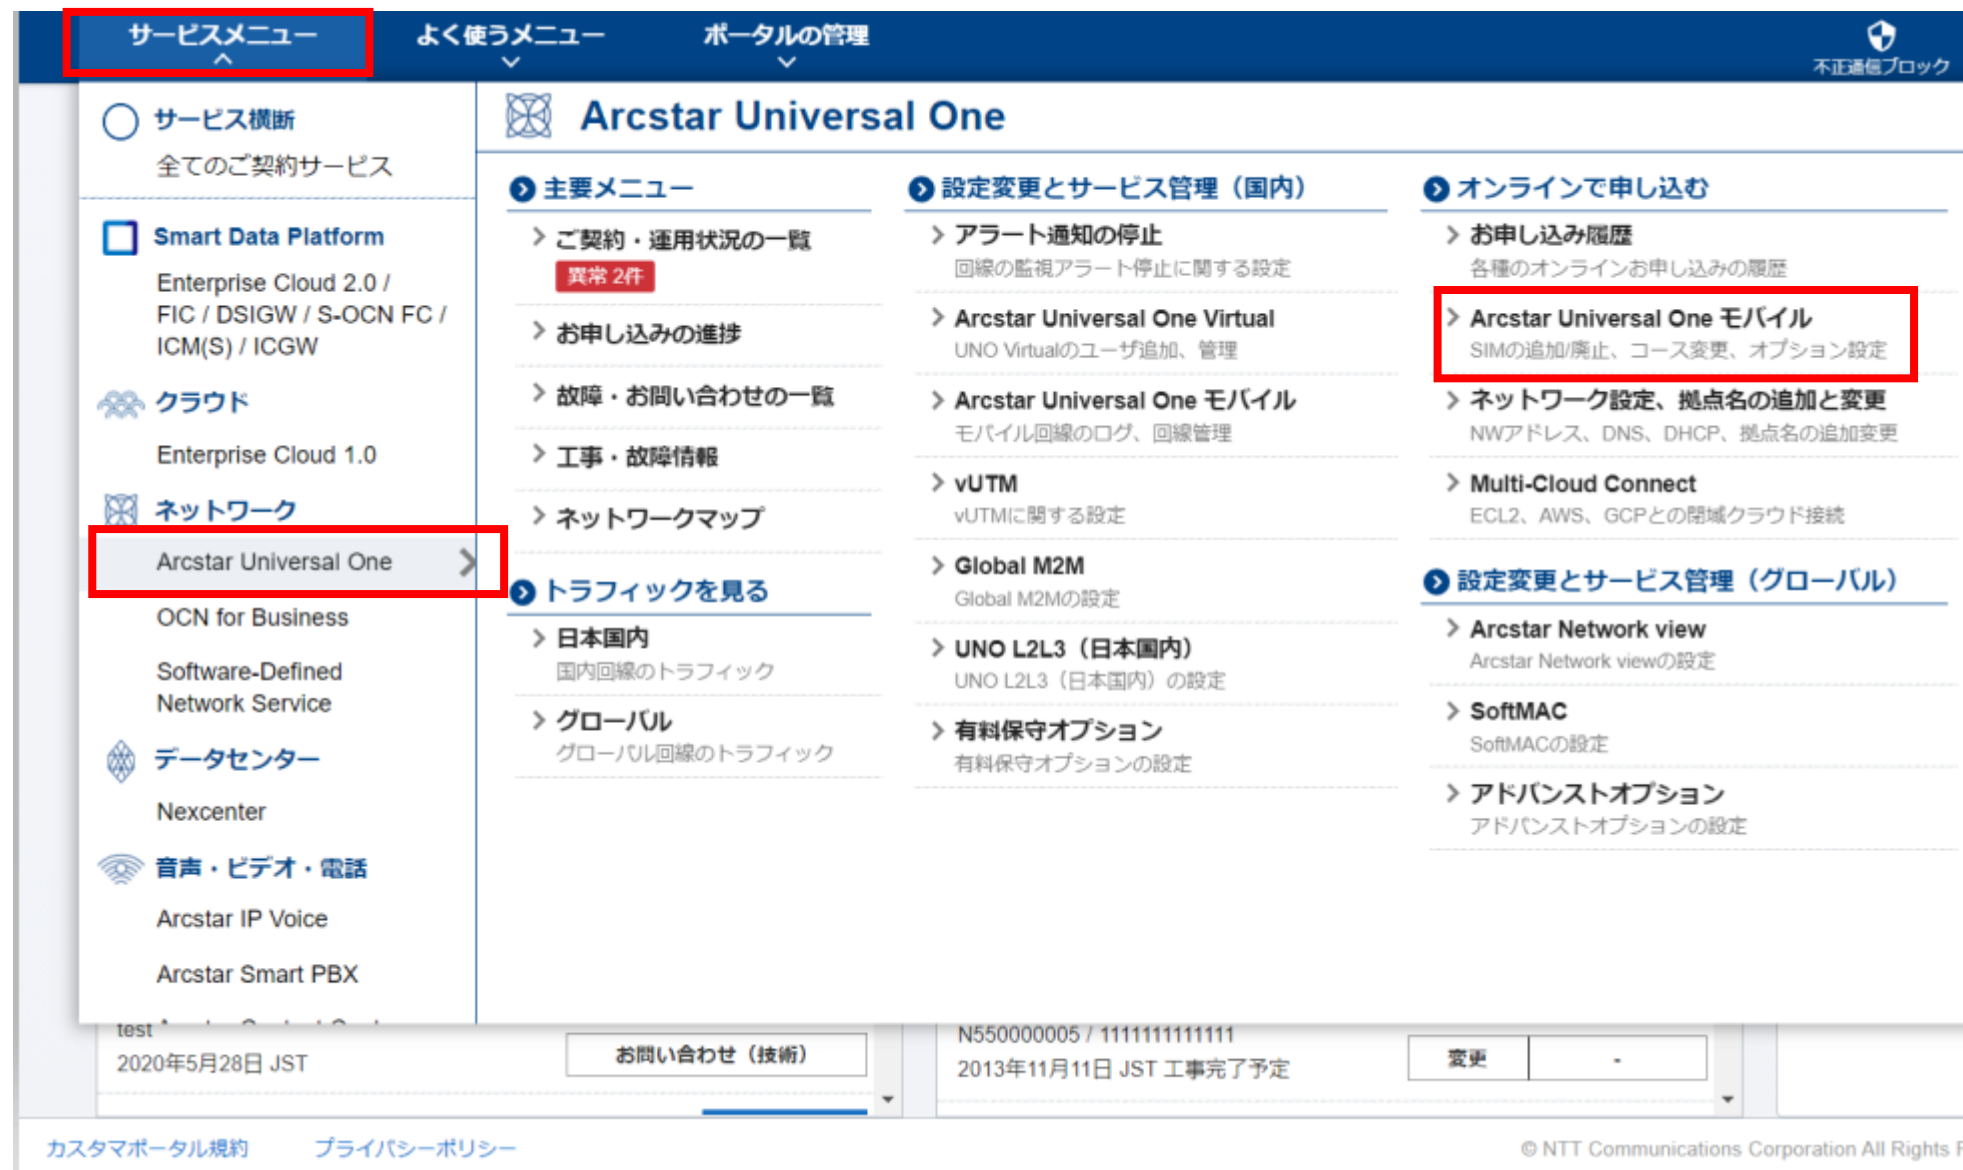 サービスメニュー
よく使うメニュー
ポータルの管理
不正通信ブロック
サービス横断
全てのご契約サービス
Smart Data Platform
Enterprise Cloud 2.0 /
FIC / DSIGW / S-OCN FC /
ICM(S) / ICGW
クラウド
Enterprise Cloud 1.0
ネットワーク
Arcstar Universal One
OCN for Business
Software-Defined
Network Service
データセンター
Nexcenter
音声・ビデオ・電話
Arcstar IP Voice
Arcstar Smart PBX
Arcstar Universal One
主要メニュー
ご契約・運用状況の一覧
異常 2件
お申し込みの進捗
故障・お問い合わせの一覧
工事・故障情報
ネットワークマップ
トラフィックを見る
日本国内
国内回線のトラフィック
グローバル
グローバル回線のトラフィック
設定変更とサービス管理（国内）
アラート通知の停止
回線の監視アラート停止に関する設定
Arcstar Universal One Virtual
UNO Virtualのユーザ追加、管理
Arcstar Universal One モバイル
モバイル回線のログ、回線管理
vUTM
vUTMに関する設定
Global M2M
Global M2Mの設定
UNO L2L3（日本国内）
UNO L2L3（日本国内）の設定
有料保守オプション
有料保守オプションの設定
オンラインで申し込む
お申し込み履歴
各種のオンラインお申し込みの履歴
Arcstar Universal One モバイル
SIMの追加/廃止、コース変更、オプション設定
ネットワーク設定、拠点名の追加と変更
NWアドレス、DNS、DHCP、拠点名の追加変更
Multi-Cloud Connect
ECL2、AWS、GCPとの閉域クラウド接続
設定変更とサービス管理（グローバル）
Arcstar Network view
Arcstar Network viewの設定
SoftMAC
SoftMACの設定
アドバンストオプション
アドバンストオプションの設定
test
2020年5月28日 JST
お問い合わせ（技術）
N550000005 / 1111111111111
2013年11月11日 JST 工事完了予定
変更
-
カスタマポータル規約
プライバシーポリシー
© NTT Communications Corporation All Rights